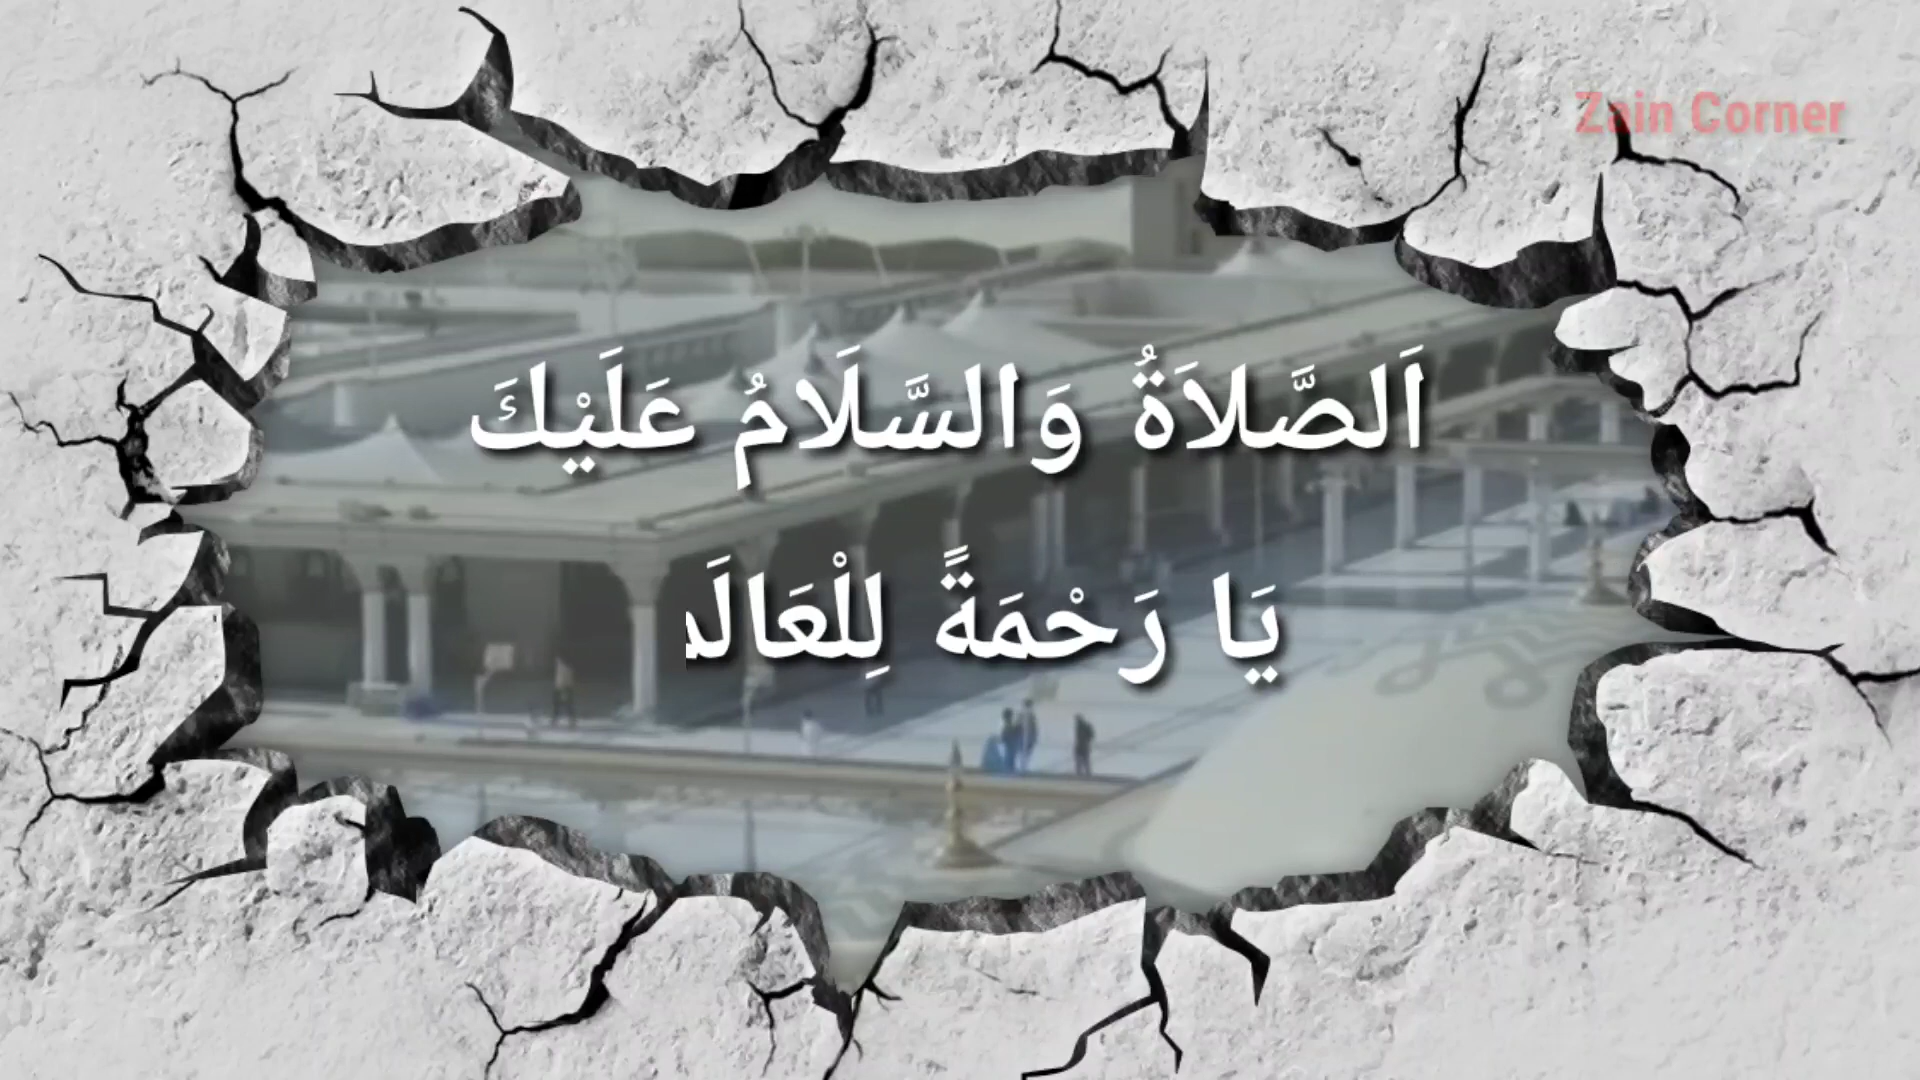 Zain Corner
اَلصَّلاَةُ وَالسَّلَامُ عَلَيْكَ
يَا رَحْمَةً لِلْعَالَم